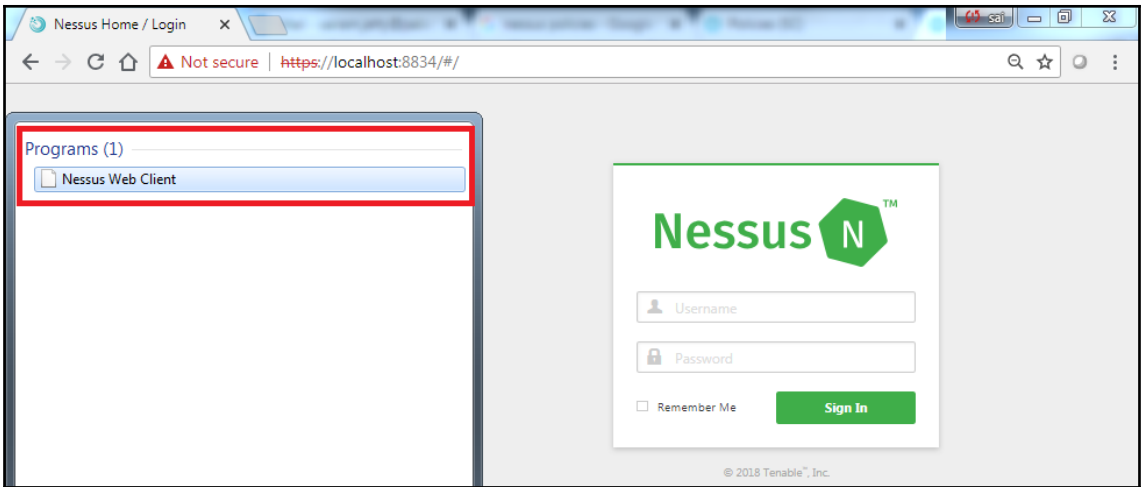 Nessus Home / Login
sai
Not secure | https://localhost:8834/#/
Programs (1)
Nessus Web Client
Nessus N ™
Username
Password
Remember Me
Sign In
© 2018 Tenable™, Inc.